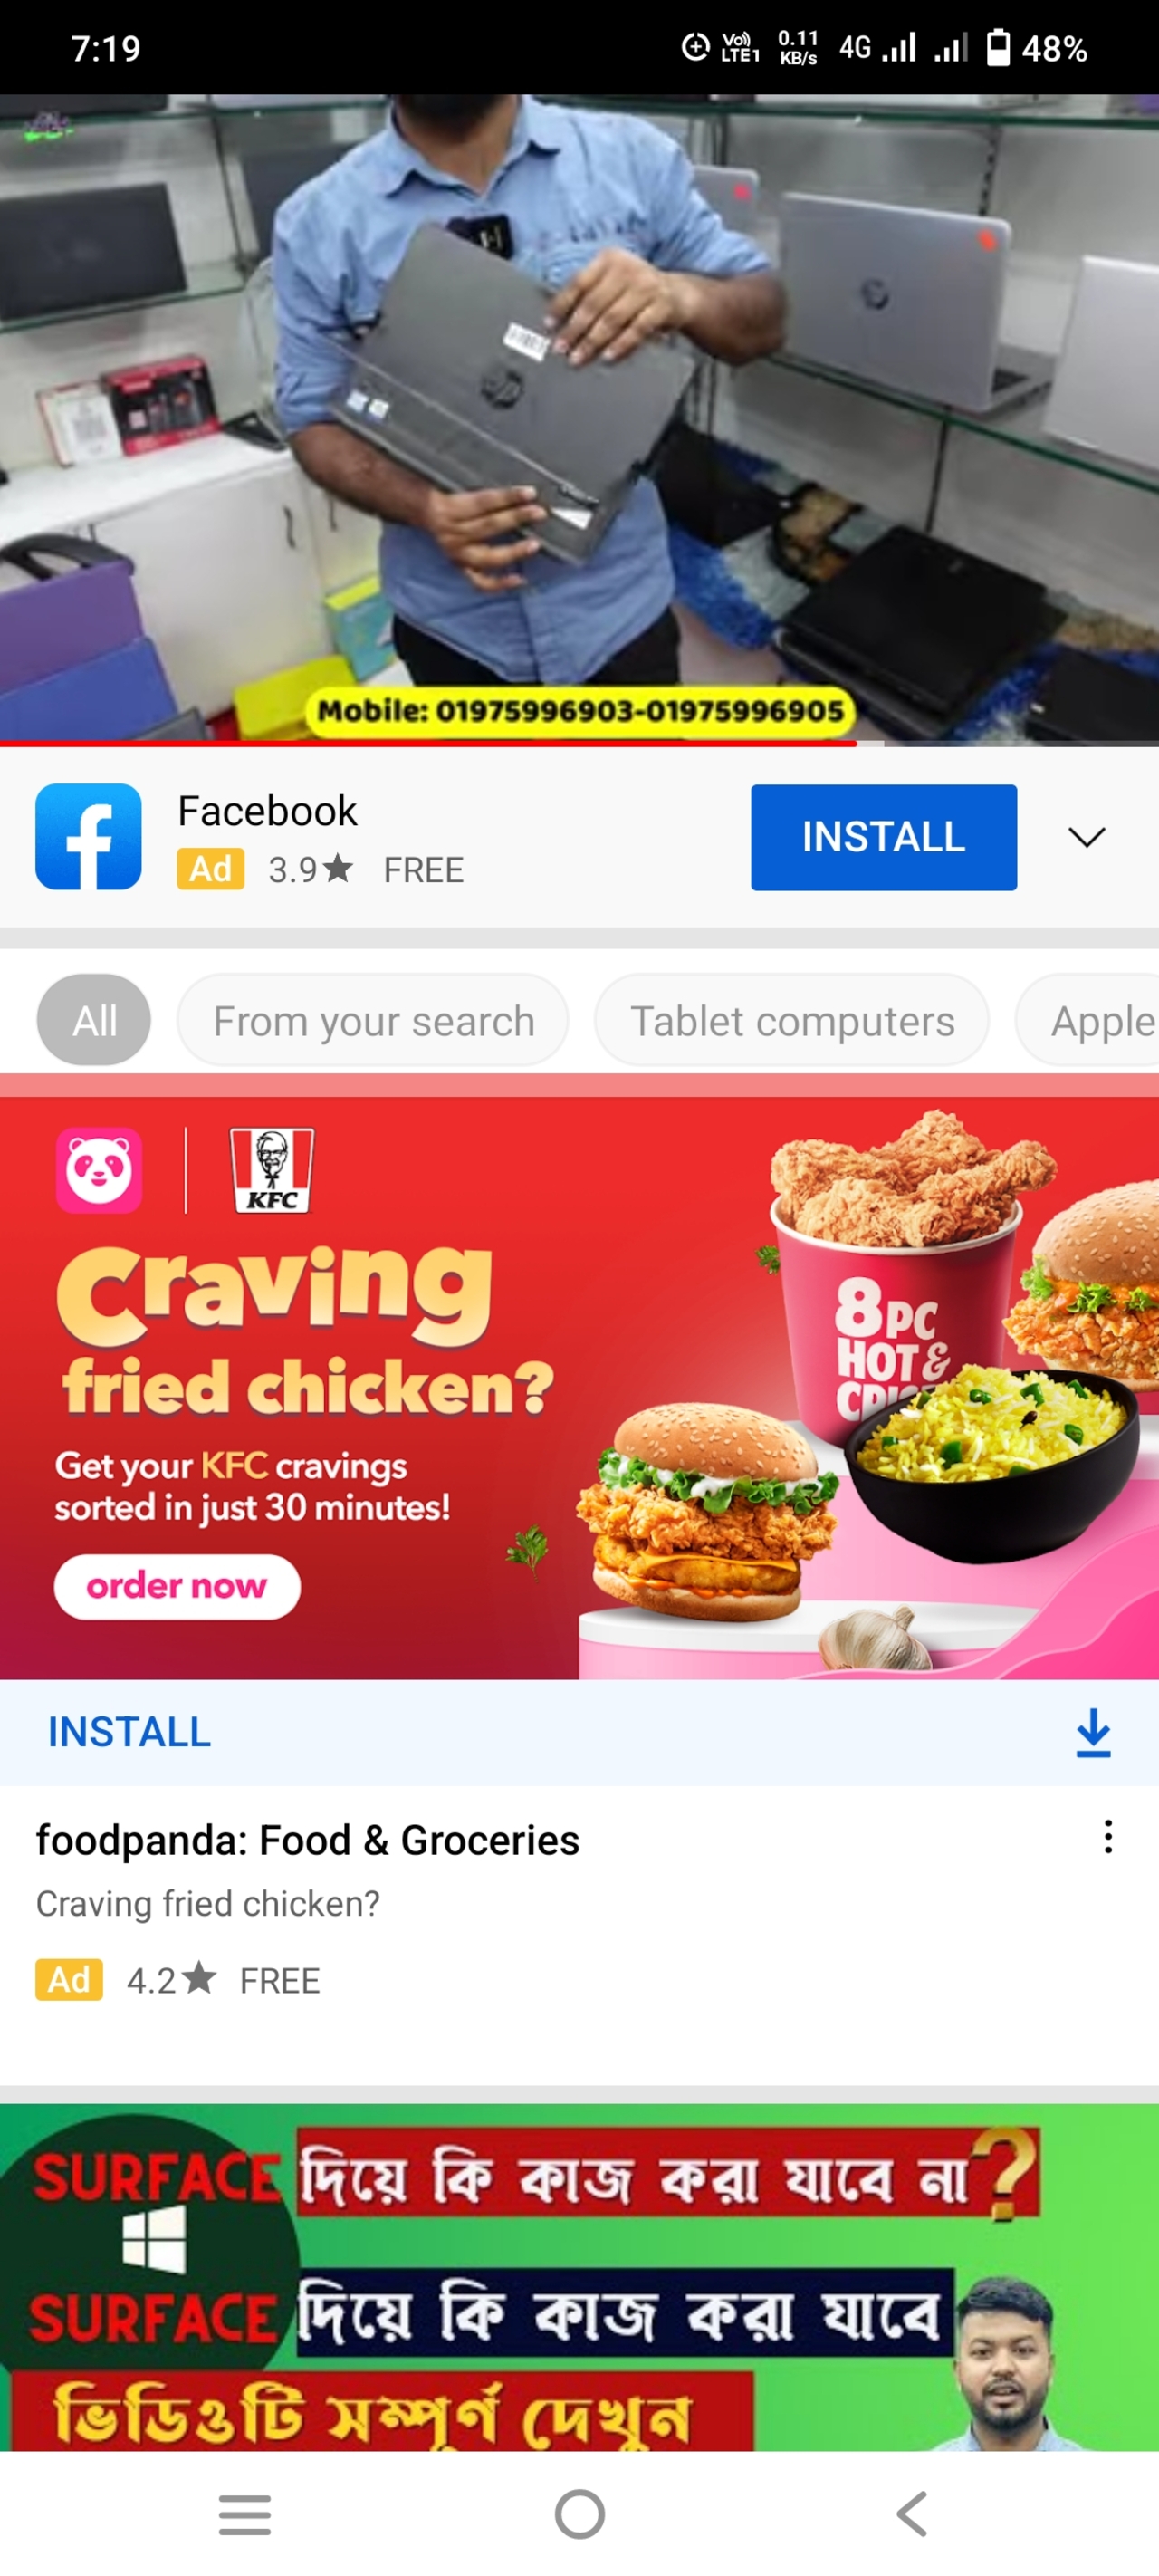 7:19
Vo))
LTE1
0.11
KB/s
4G
48%
Mobile: 01975996903-01975996905
Facebook
Ad 3.9★ FREE
INSTALL
All
From your search
Tablet computers
Apple
KFC
Craving
fried chicken?
Get your KFC cravings
sorted in just 30 minutes!
order now
8 PC
HOT &
INSTALL
foodpanda: Food & Groceries
Craving fried chicken?
Ad 4.2★ FREE
SURFACE দিয়ে কি কাজ করা যাবে না?
SURFACE দিয়ে কি কাজ করা যাবে
ভিডিওটি সম্পূর্ণ দেখুন